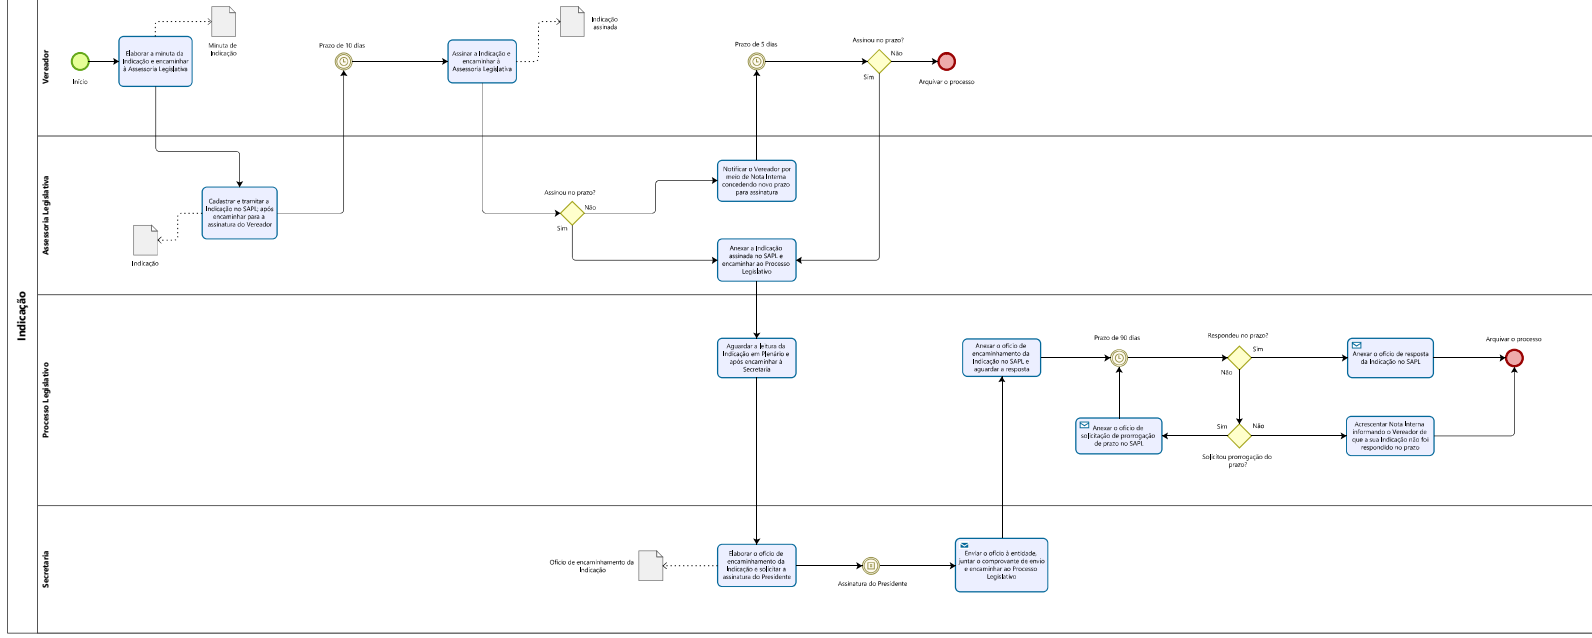 Indicação
Vereador
Início
Elaborar a minuta da
Indicação e encaminhar
à Assessoria Legislativa
Minuta de
Indicação
Prazo de 10 dias
Assinar a Indicação e
encaminhar à
Assessoria Legislativa
Indicação
assinada
Prazo de 5 dias
Assinou no prazo?
Não
Sim
Arquivar o processo
Assessoria Legislativa
Cadastrar e tramitar a
Indicação no SAPL; após
encaminhar para a
assinatura do Vereador
Indicação
Assinou no prazo?
Não
Sim
Notificar o Vereador por
meio de Nota Interna
concedendo novo prazo
para assinatura
Anexar a Indicação
assinada no SAPL e
encaminhar ao Processo
Legislativo
Processo Legislativo
Aguardar a leitura da
Indicação em Plenário e
após encaminhar à
Secretaria
Anexar o ofício de
encaminhamento da
Indicação no SAPL e
aguardar a resposta
Prazo de 90 dias
Respondeu no prazo?
Sim
Não
Anexar o ofício de resposta
da Indicação no SAPL
Arquivar o processo
Anexar o ofício de
solicitação de prorrogação
de prazo no SAPL
Sim
Não
Solicitou prorrogação do
prazo?
Acrescentar Nota Interna
informando o Vereador de
que a sua Indicação não foi
respondido no prazo
Secretaria
Ofício de encaminhamento da
Indicação
Elaborar o ofício de
encaminhamento da
Indicação e solicitar a
assinatura do Presidente
Assinatura do Presidente
Enviar o ofício à entidade,
juntar o comprovante de envio
e encaminhar ao Processo
Legislativo